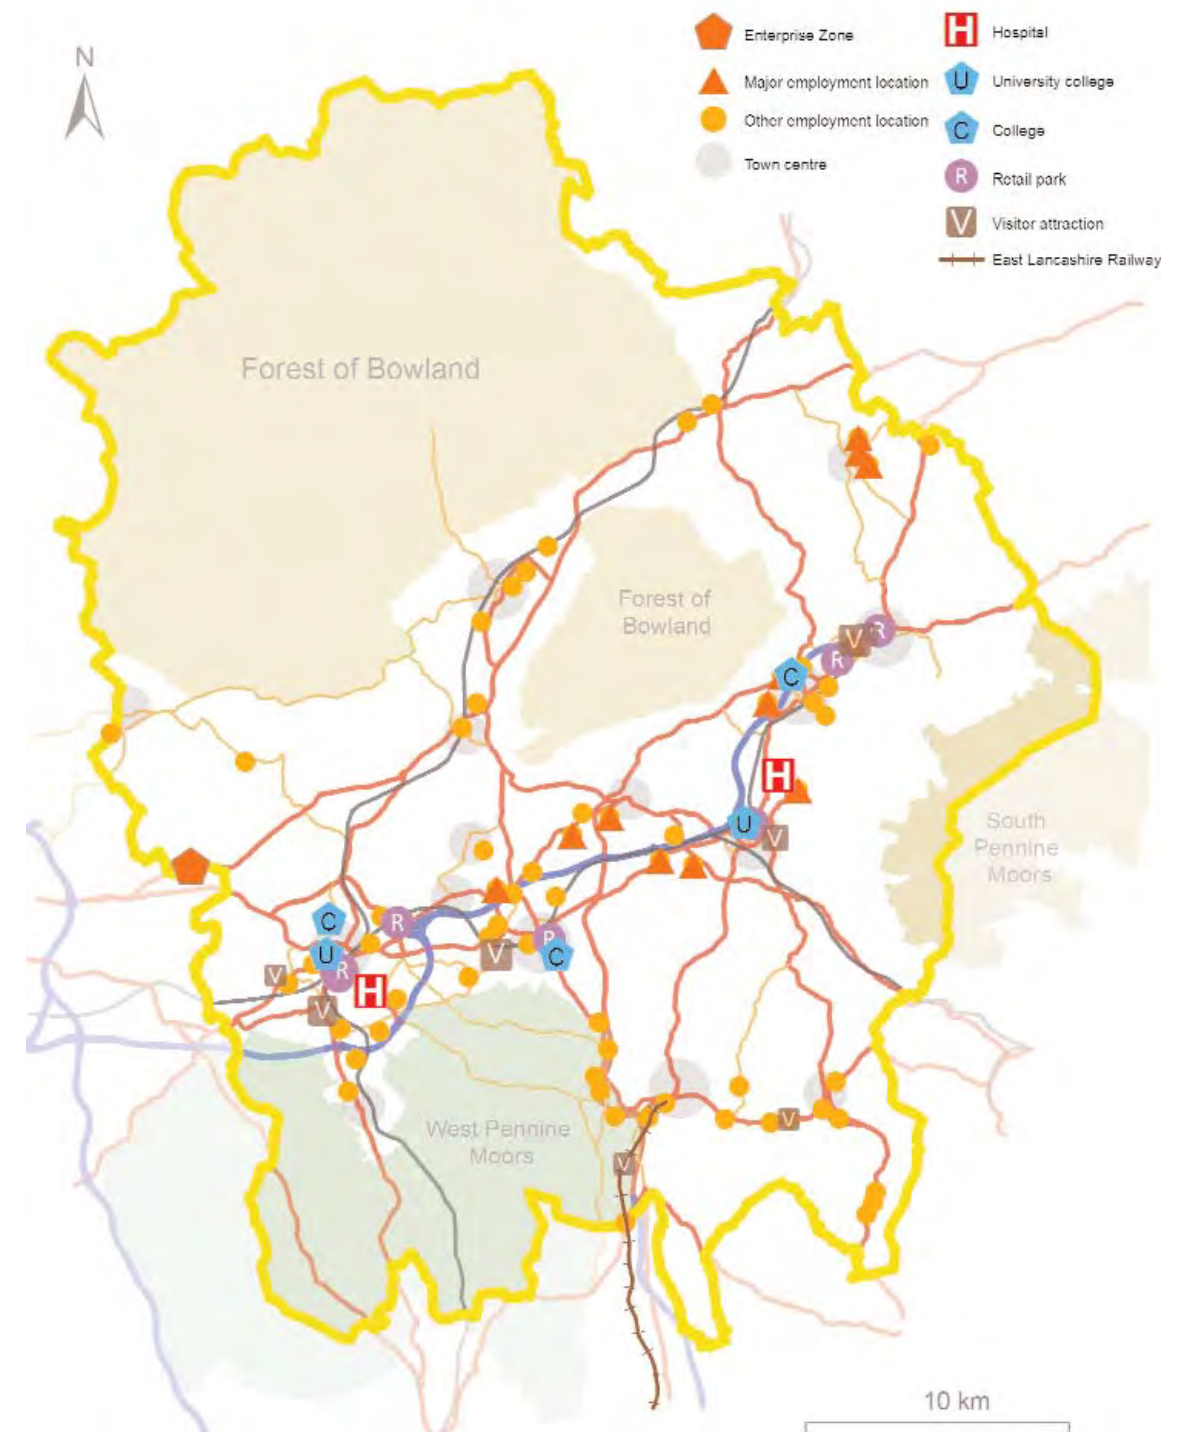 N
Enterprise Zone
Major employment location
Other employment location
Town centre
H
Hospital
U
University college
C
College
R
Retail park
V
Visitor attraction
East Lancashire Railway
Forest of Bowland
Forest of
Bowland
R
V
R
C
H
South
Pennine
Moors
U
V
C
R
R
U
V
C
V
R
H
V
West Pennine
Moors
V
V
10 km